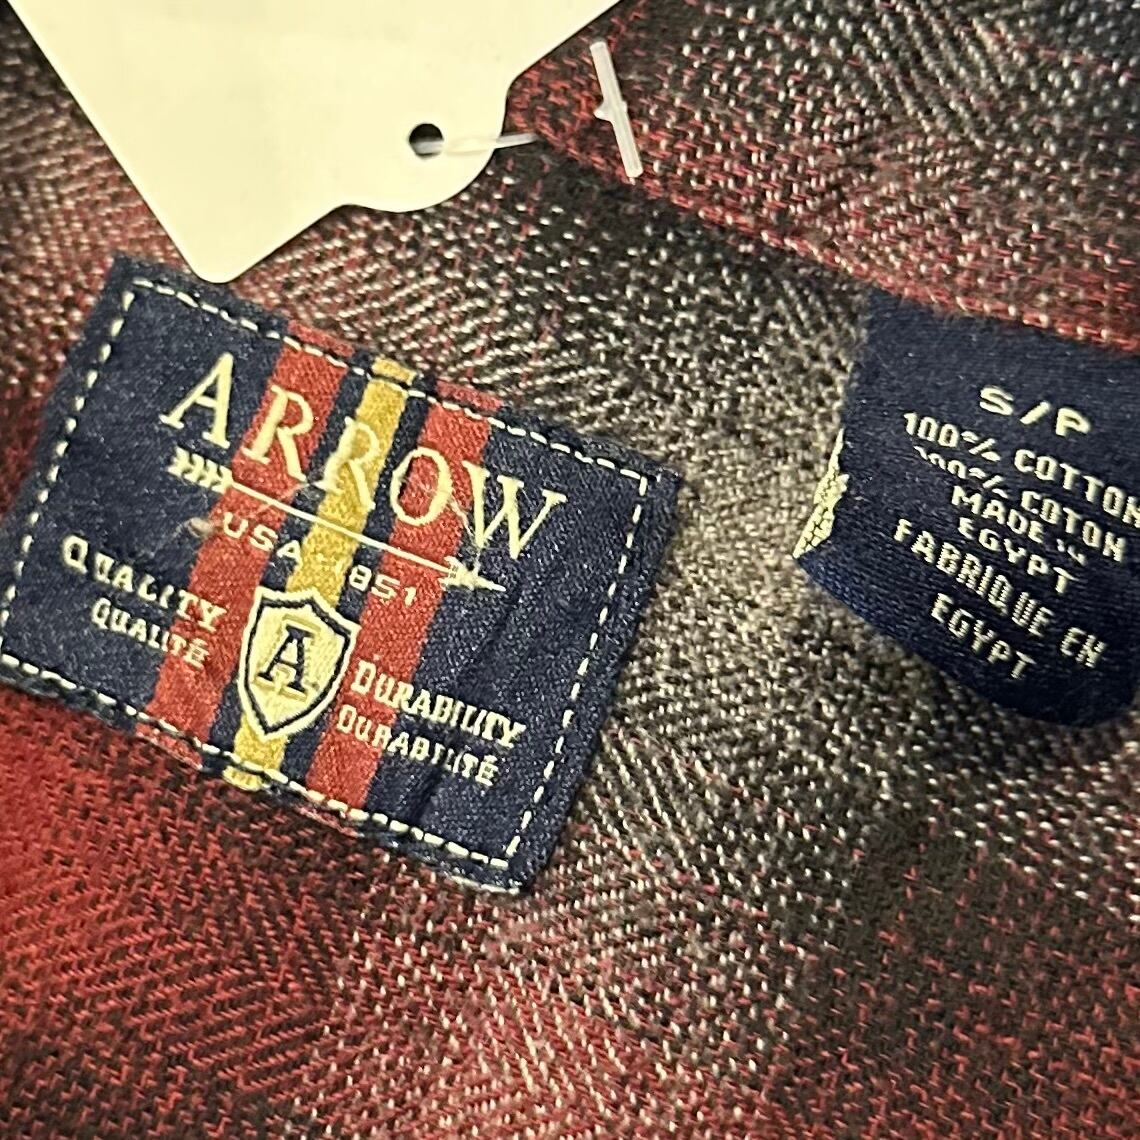 ARROW
USA 1851
QUALITY
QUALITÉ
A
DURABILITY
DURABILITÉ
S/P
100% COTTON
100% COTON
MADE IN
EGYPT
FABRIQUE EN
EGYPT